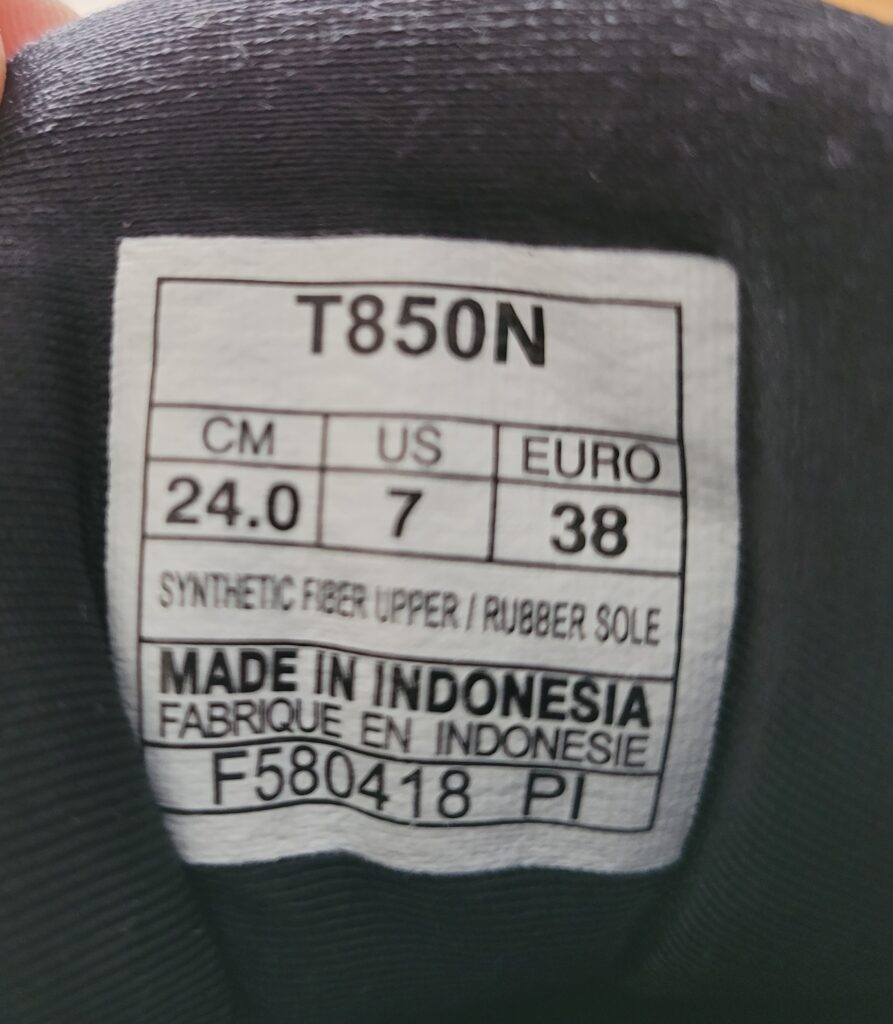 T850N
CM US EURO
24.0 7 38
SYNTHETIC FIBER UPPER / RUBBER SOLE
MADE IN INDONESIA
FABRIQUE EN INDONESIE
F580418 PI